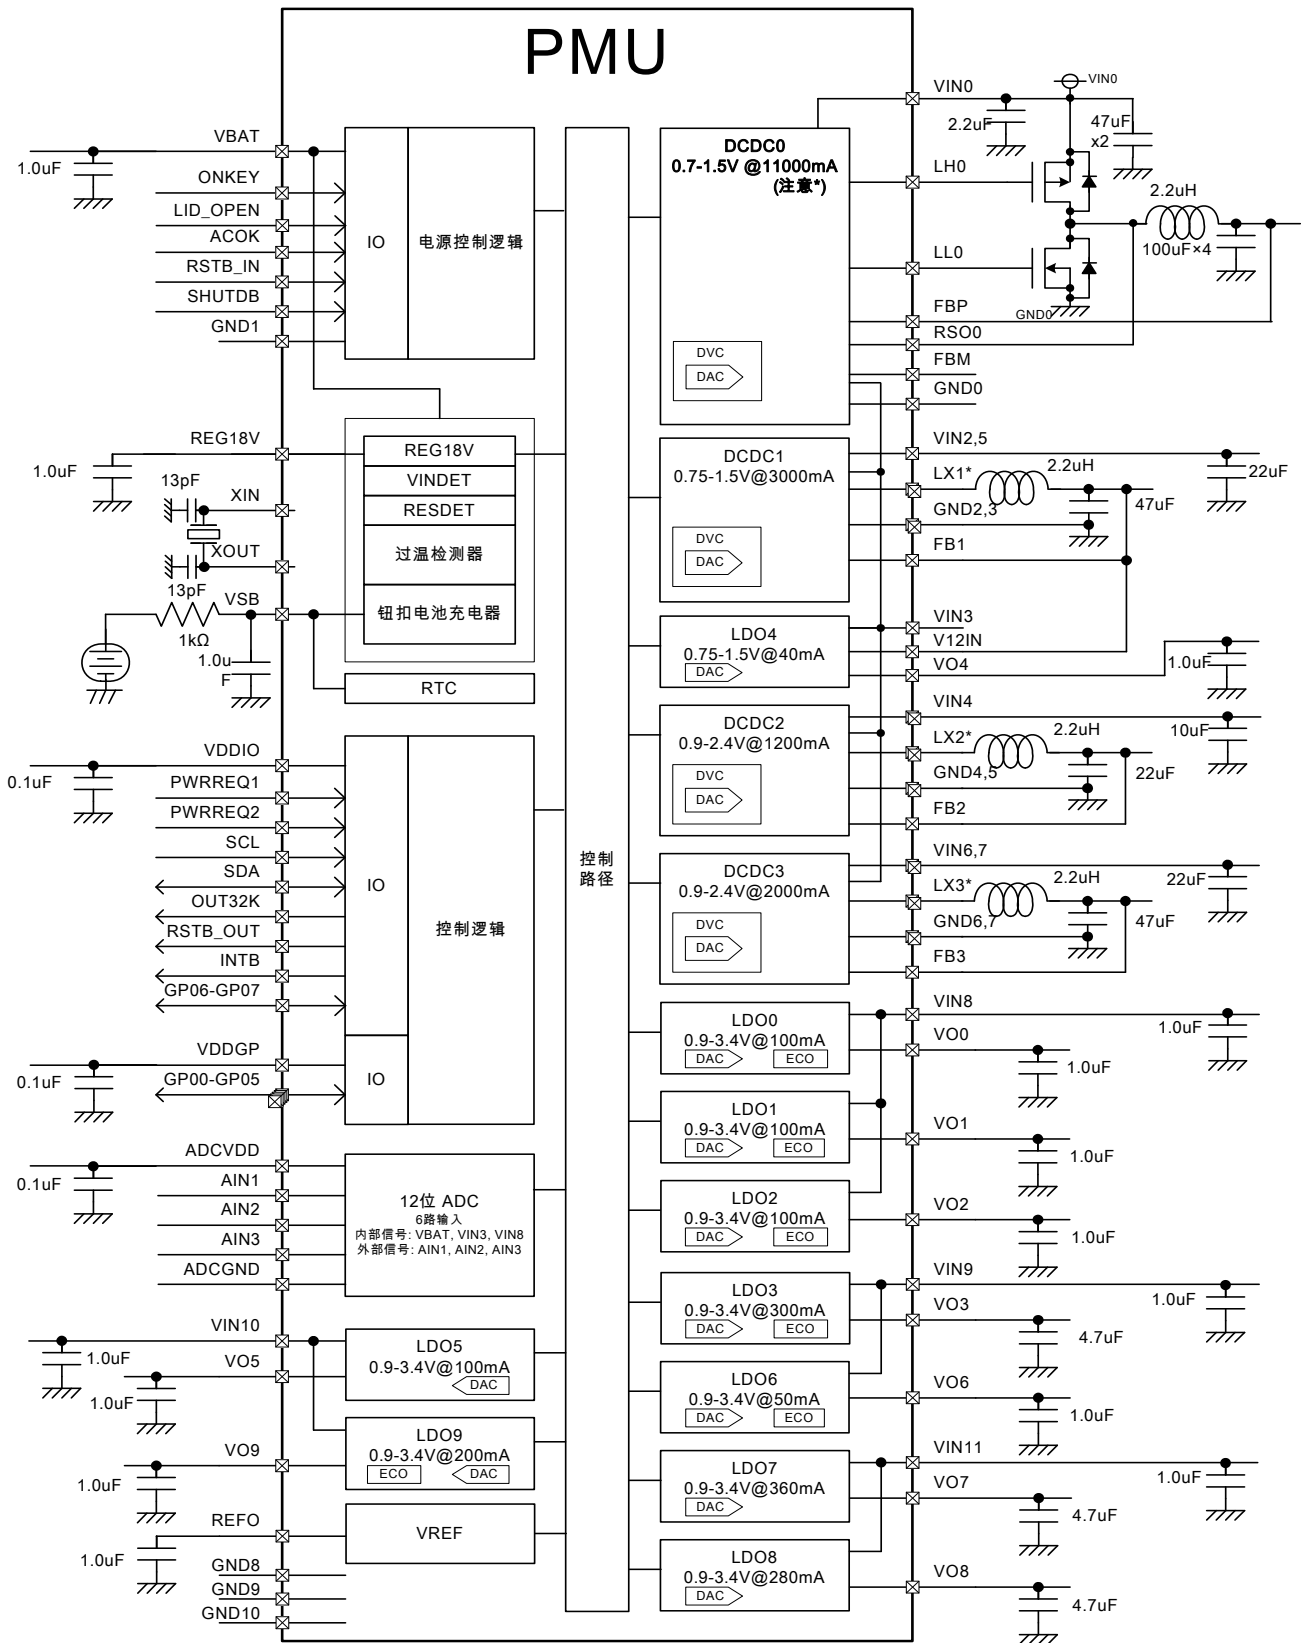 PMU
VBAT
1.0uF
ONKEY
LID_OPEN
ACOK
RSTB_IN
SHUTDB
GND1
IO
电源控制逻辑
REG18V
1.0uF
13pF
XIN
XOUT
13pF
VSB
1kΩ
1.0u
F
REG18V
VINDET
RESDET
过温检测器
钮扣电池充电器
RTC
VDDIO
0.1uF
PWRREQ1
PWRREQ2
SCL
SDA
OUT32K
RSTB_OUT
INTB
GP06-GP07
IO
控制逻辑
VDDGP
0.1uF
GP00-GP05
IO
ADCVDD
0.1uF
AIN1
AIN2
AIN3
ADCGND
12位 ADC
6路输入
内部信号: VBAT, VIN3, VIN8
外部信号: AIN1, AIN2, AIN3
VIN10
1.0uF
VO5
1.0uF
LDO5
0.9-3.4V@100mA
DAC
VO9
1.0uF
LDO9
0.9-3.4V@200mA
ECO
DAC
REFO
1.0uF
VREF
GND8
GND9
GND10
控制
路径
DCDC0
0.7-1.5V @11000mA
(注意*)
DVC
DAC
VIN0
VIN0
2.2uF
47uF
x2
LH0
2.2uH
LL0
100uF×4
GND0
FBP
RSO0
FBM
GND0
DCDC1
0.75-1.5V@3000mA
DVC
DAC
VIN2,5
22uF
LX1*
2.2uH
47uF
GND2,3
FB1
LDO4
0.75-1.5V@40mA
DAC
VIN3
V12IN
VO4
1.0uF
DCDC2
0.9-2.4V@1200mA
DVC
DAC
VIN4
10uF
LX2*
2.2uH
22uF
GND4,5
FB2
DCDC3
0.9-2.4V@2000mA
DVC
DAC
VIN6,7
22uF
LX3*
2.2uH
47uF
GND6,7
FB3
LDO0
0.9-3.4V@100mA
DAC
ECO
VIN8
1.0uF
VO0
1.0uF
LDO1
0.9-3.4V@100mA
DAC
ECO
VO1
1.0uF
LDO2
0.9-3.4V@100mA
DAC
ECO
VO2
1.0uF
LDO3
0.9-3.4V@300mA
DAC
ECO
VIN9
1.0uF
VO3
4.7uF
LDO6
0.9-3.4V@50mA
DAC
ECO
VO6
1.0uF
LDO7
0.9-3.4V@360mA
DAC
VIN11
1.0uF
VO7
4.7uF
LDO8
0.9-3.4V@280mA
DAC
VO8
4.7uF